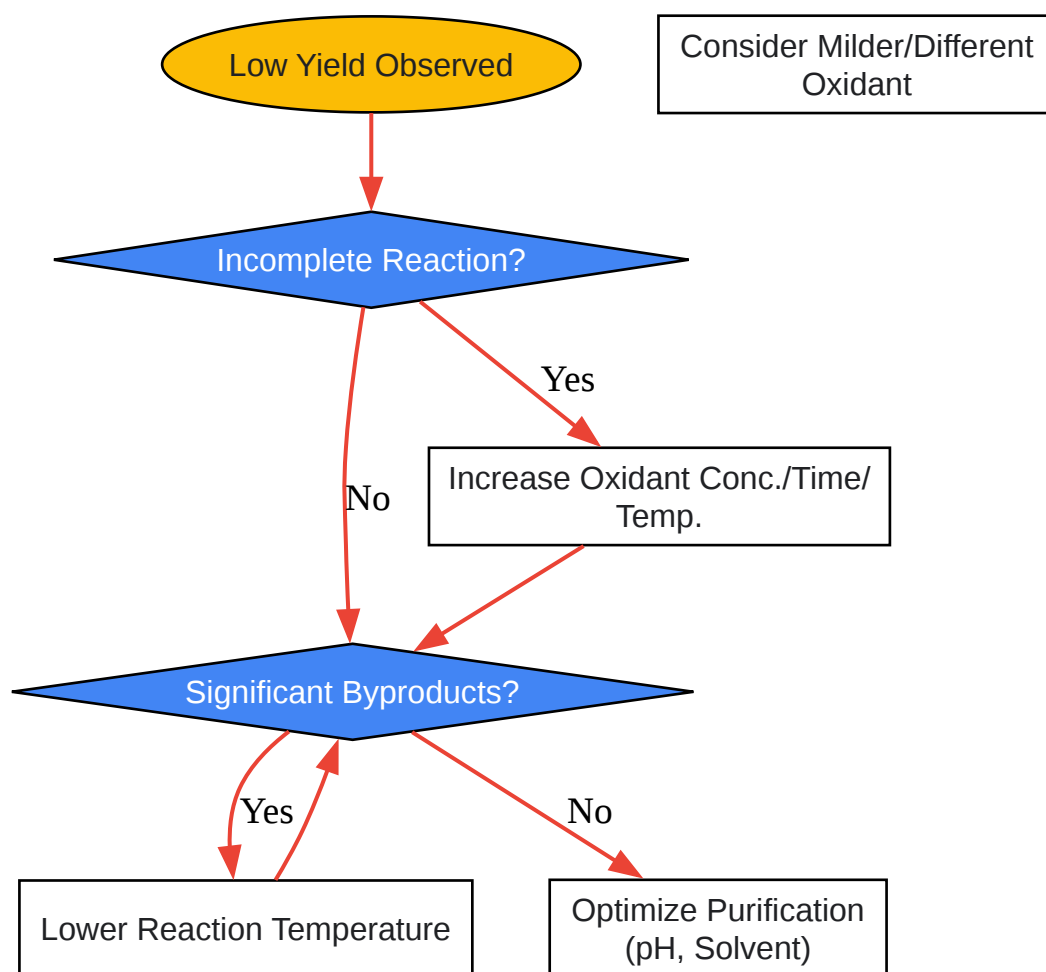 Low Yield Observed
Consider Milder/Different
Oxidant
Incomplete Reaction?
Yes
Increase Oxidant Conc./Time/
Temp.
No
Significant Byproducts?
Yes
No
Lower Reaction Temperature
Optimize Purification
(pH, Solvent)